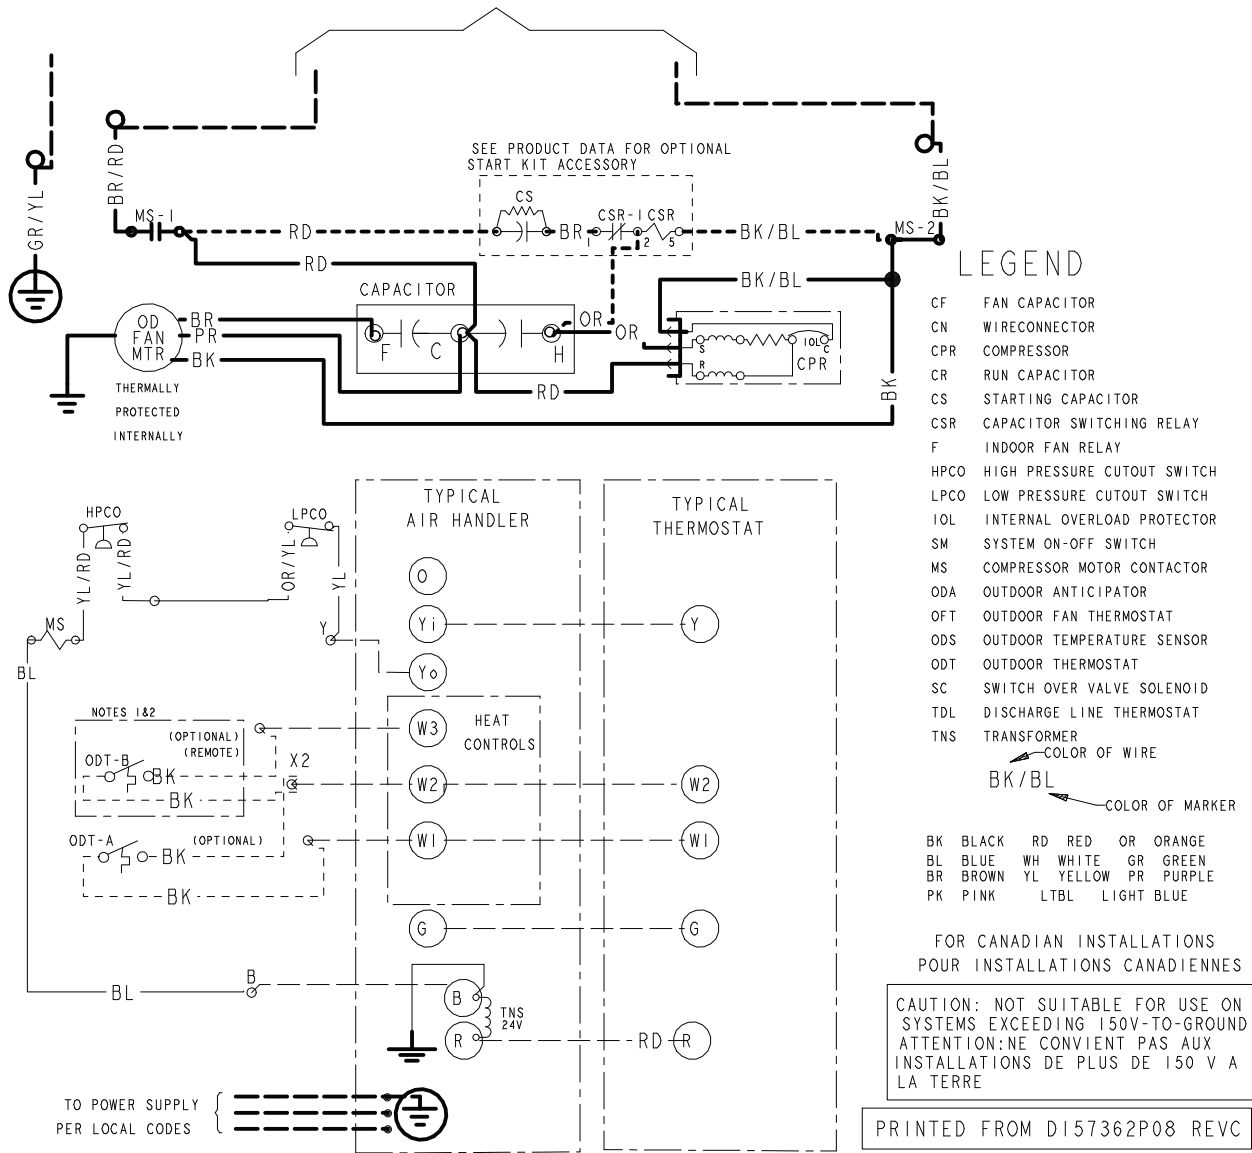 SEE PRODUCT DATA FOR OPTIONAL
START KIT ACCESSORY
BR/RD
BK/BL
GR/YL
MS-1
RD
CS
BR
CSR-1 CSR
2 5
BK/BL
MS-2
RD
BK/BL
CAPACITOR
OD
FAN
MTR
BR
PR
BK
F
C
H
OR
OR
S
R
IOL
C
CPR
RD
BK
THERMALLY
PROTECTED
INTERNALLY
LEGEND
CF FAN CAPACITOR
CN WIRECONNECTOR
CPR COMPRESSOR
CR RUN CAPACITOR
CS STARTING CAPACITOR
CSR CAPACITOR SWITCHING RELAY
F INDOOR FAN RELAY
HPCO HIGH PRESSURE CUTOUT SWITCH
LPCO LOW PRESSURE CUTOUT SWITCH
IOL INTERNAL OVERLOAD PROTECTOR
SM SYSTEM ON-OFF SWITCH
MS COMPRESSOR MOTOR CONTACTOR
ODA OUTDOOR ANTICIPATOR
OFT OUTDOOR FAN THERMOSTAT
ODS OUTDOOR TEMPERATURE SENSOR
ODT OUTDOOR THERMOSTAT
SC SWITCH OVER VALVE SOLENOID
TDL DISCHARGE LINE THERMOSTAT
TNS TRANSFORMER
COLOR OF WIRE
BK/BL
COLOR OF MARKER
BK BLACK RD RED OR ORANGE
BL BLUE WH WHITE GR GREEN
BR BROWN YL YELLOW PR PURPLE
PK PINK LTBL LIGHT BLUE
TYPICAL
AIR HANDLER
TYPICAL
THERMOSTAT
HPCO
LPCO
YL/RD
YL/RD
OR/YL
YL
MS
Y
BL
O
Yi
Y
Yo
NOTES 1&2
(OPTIONAL)
(REMOTE)
ODT-B
BK
BK
X2
W3
HEAT
CONTROLS
W2
W2
ODT-A
(OPTIONAL)
BK
BK
W1
W1
G
G
BL
B
B
TNS
24V
R
RD
R
TO POWER SUPPLY
PER LOCAL CODES
FOR CANADIAN INSTALLATIONS
POUR INSTALLATIONS CANADIENNES
CAUTION: NOT SUITABLE FOR USE ON
SYSTEMS EXCEEDING 150V-TO-GROUND
ATTENTION:NE CONVIENT PAS AUX
INSTALLATIONS DE PLUS DE 150 V A
LA TERRE
PRINTED FROM D157362P08 REVC